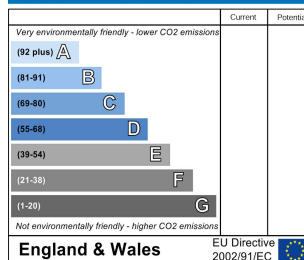 Current Potential
Very environmentally friendly - lower CO2 emissions
(92 plus) A
(81-91) B
(69-80) C
(55-68) D
(39-54) E
(21-38) F
(1-20) G
Not environmentally friendly - higher CO2 emissions
England & Wales
EU Directive
2002/91/EC